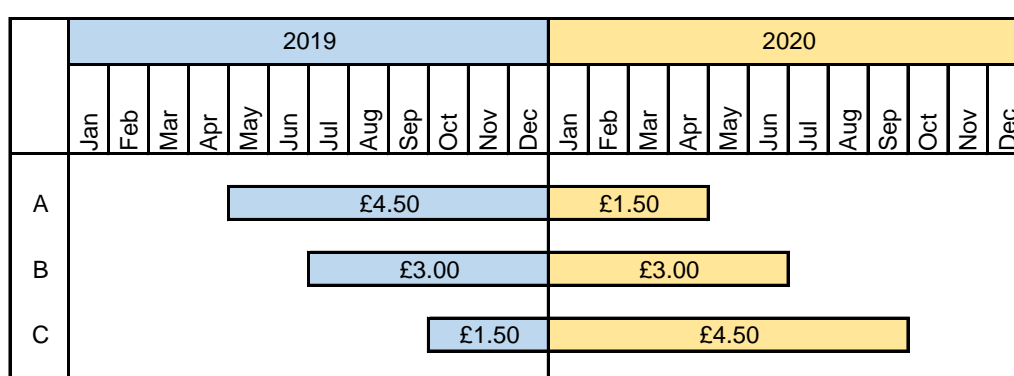 2019 2020
Jan Feb Mar Apr May Jun Jul Aug Sep Oct Nov Dec Jan Feb Mar Apr May Jun Jul Aug Sep Oct Nov Dec
A £4.50 £1.50
B £3.00 £3.00
C £1.50 £4.50